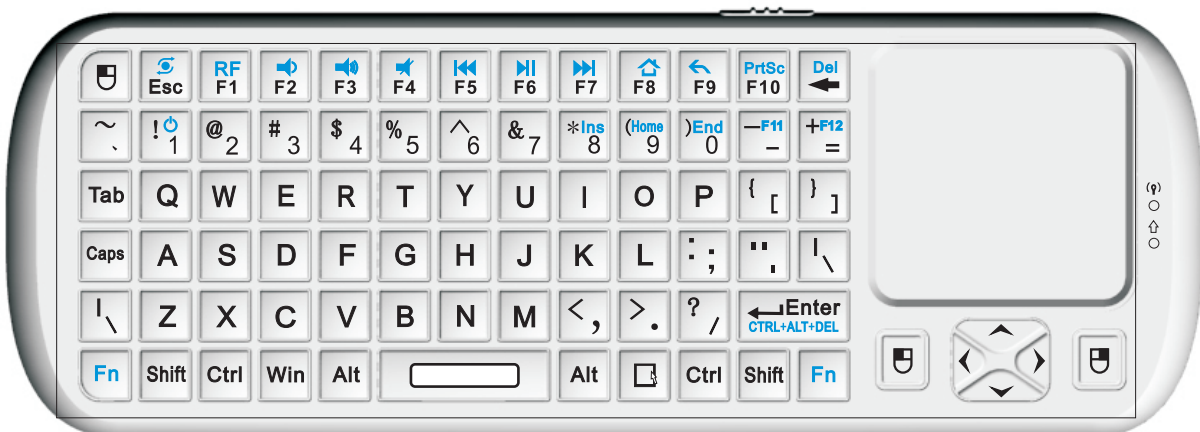 Esc RF F1 F2 F3 F4 F5 F6 F7 F8 F9 PrtSc F10 Del
~ ` ! 1 @ 2 # 3 $ 4 % 5 ^ 6 & 7 * Ins 8 ( Home 9 ) End 0 — F11 - + F12 =
Tab Q W E R T Y U I O P { [ } ]
Caps A S D F G H J K L : ; " ' | \
| \ Z X C V B N M < , > . ? / Enter
CTRL+ALT+DEL
Fn Shift Ctrl Win Alt Alt Ctrl Shift Fn